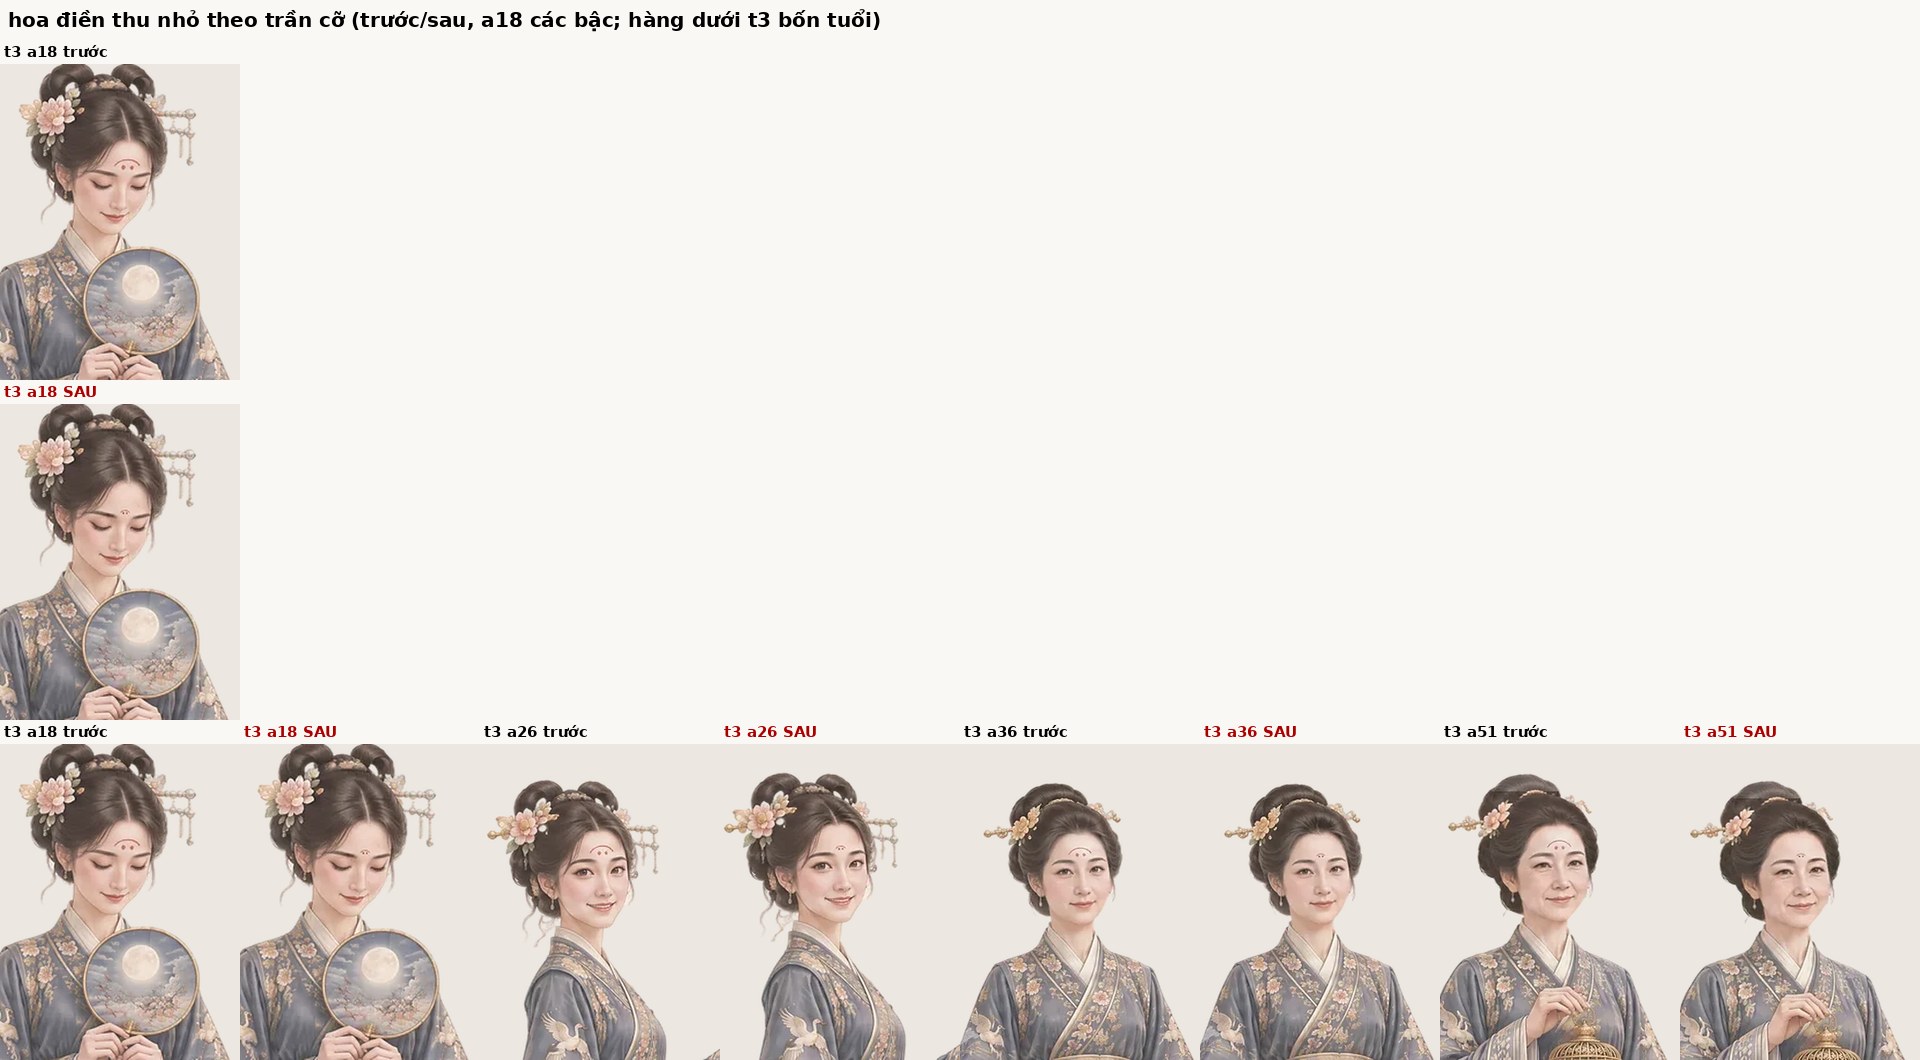 hoa điền thu nhỏ theo trần cỡ (trước/sau, a18 các bậc; hàng dưới t3 bốn tuổi)
t3 a18 trước
t3 a18 SAU
t3 a18 trước
t3 a18 SAU
t3 a26 trước
t3 a26 SAU
t3 a36 trước
t3 a36 SAU
t3 a51 trước
t3 a51 SAU